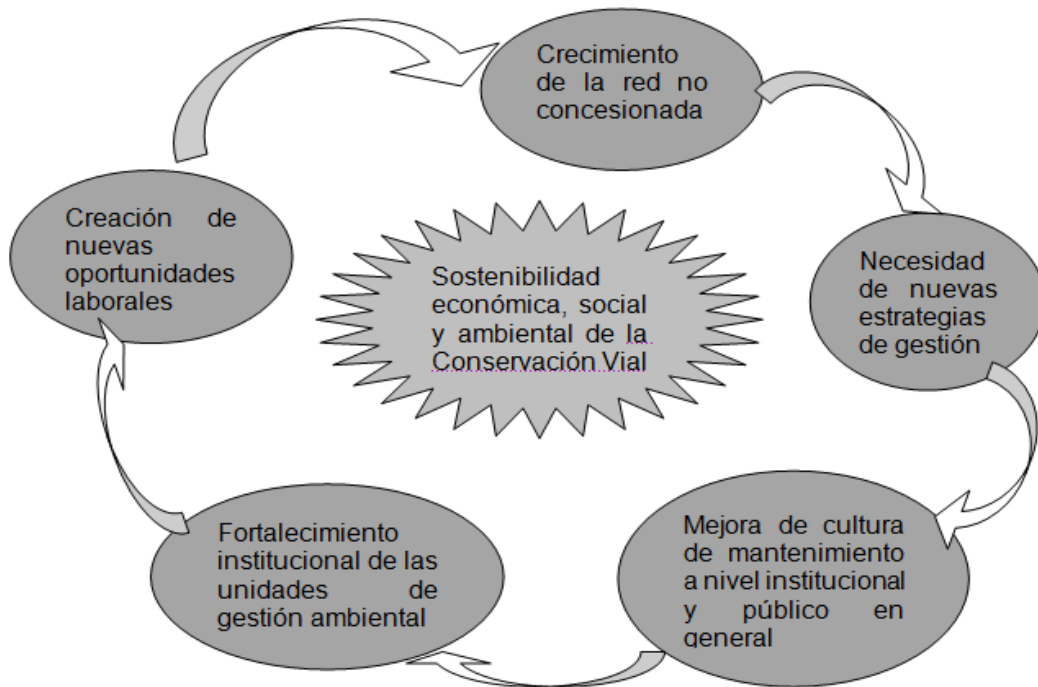 Crecimiento
de la red no
concesionada
Creación de
nuevas
oportunidades
laborales
Sostenibilidad
económica, social
y ambiental de la
Conservación Vial
Necesidad
de nuevas
estrategias
de gestión
Fortalecimiento
institucional de las
unidades de
gestión ambiental
Mejora de cultura
de mantenimiento
a nivel institucional
y público en
general